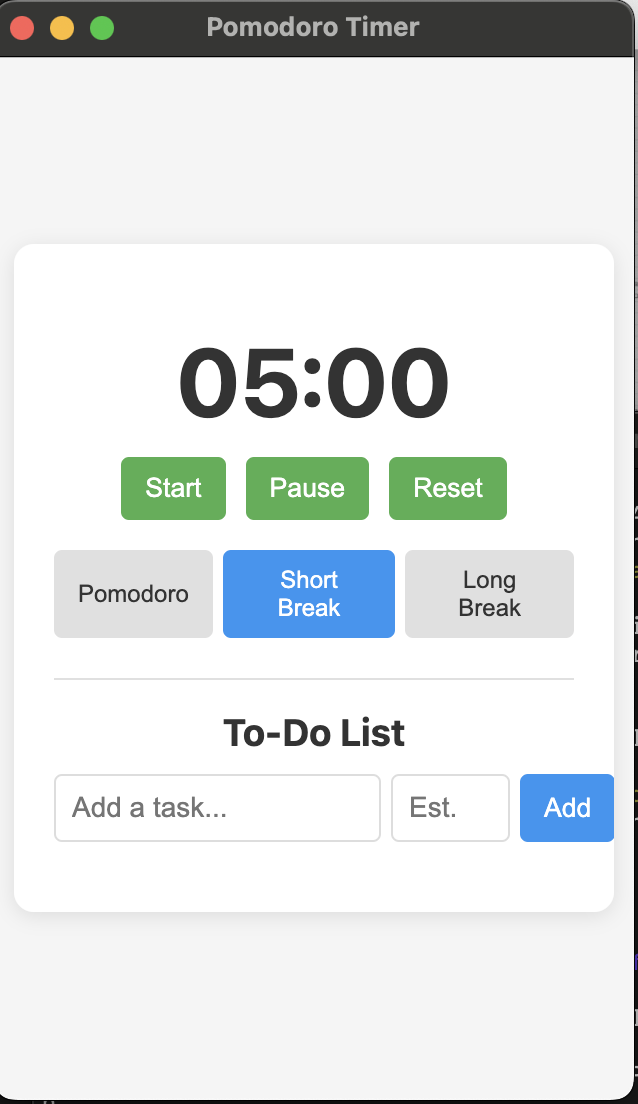 Pomodoro Timer
05:00
Start Pause Reset
Pomodoro Short Break Long Break
To-Do List
Add a task... Est. Add